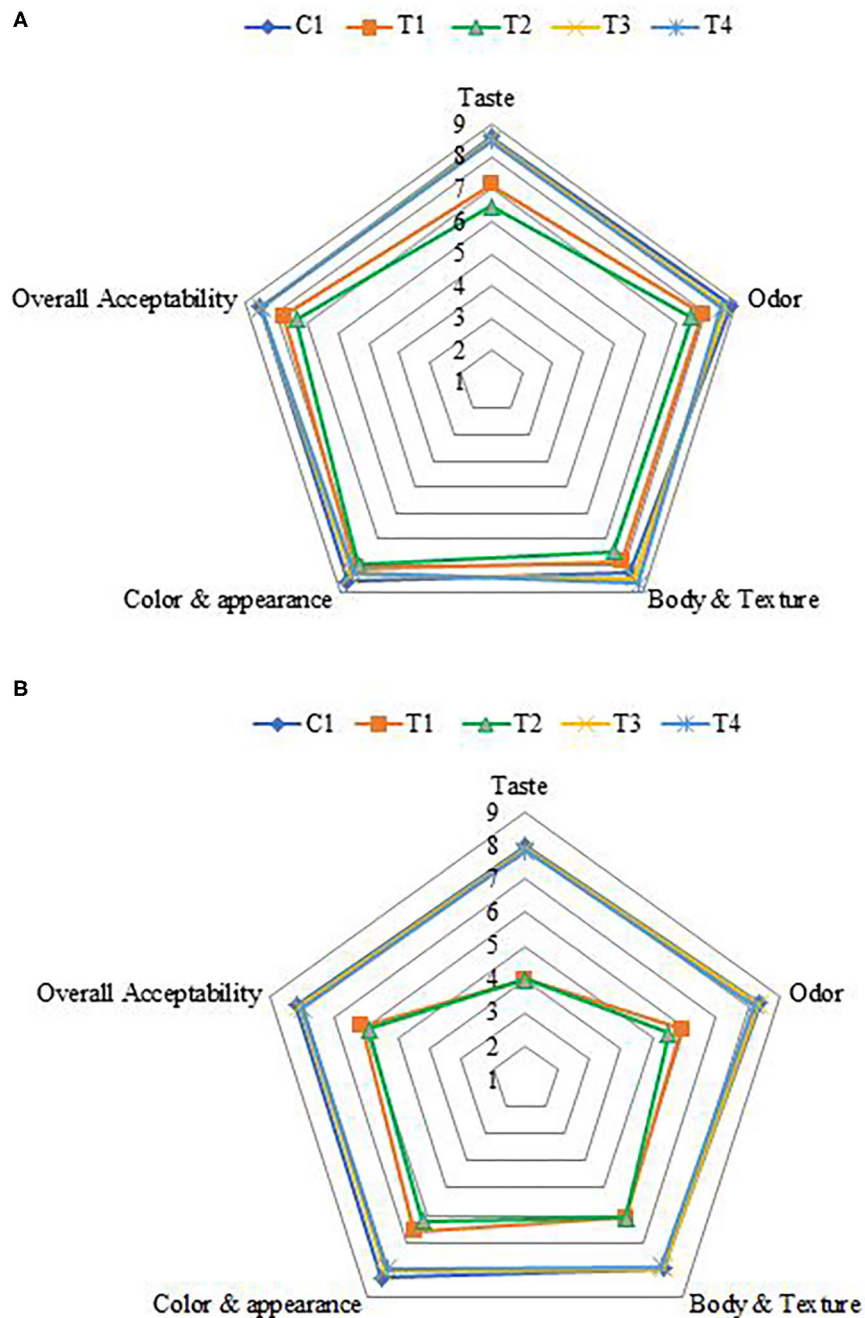 A
C1 T1 T2 T3 T4
Taste
9
8
7
6
5
4
3
2
1
Overall Acceptability
Odor
Color & appearance
Body & Texture
B
C1 T1 T2 T3 T4
Taste
9
8
7
6
5
4
3
2
1
Overall Acceptability
Odor
Color & appearance
Body & Texture